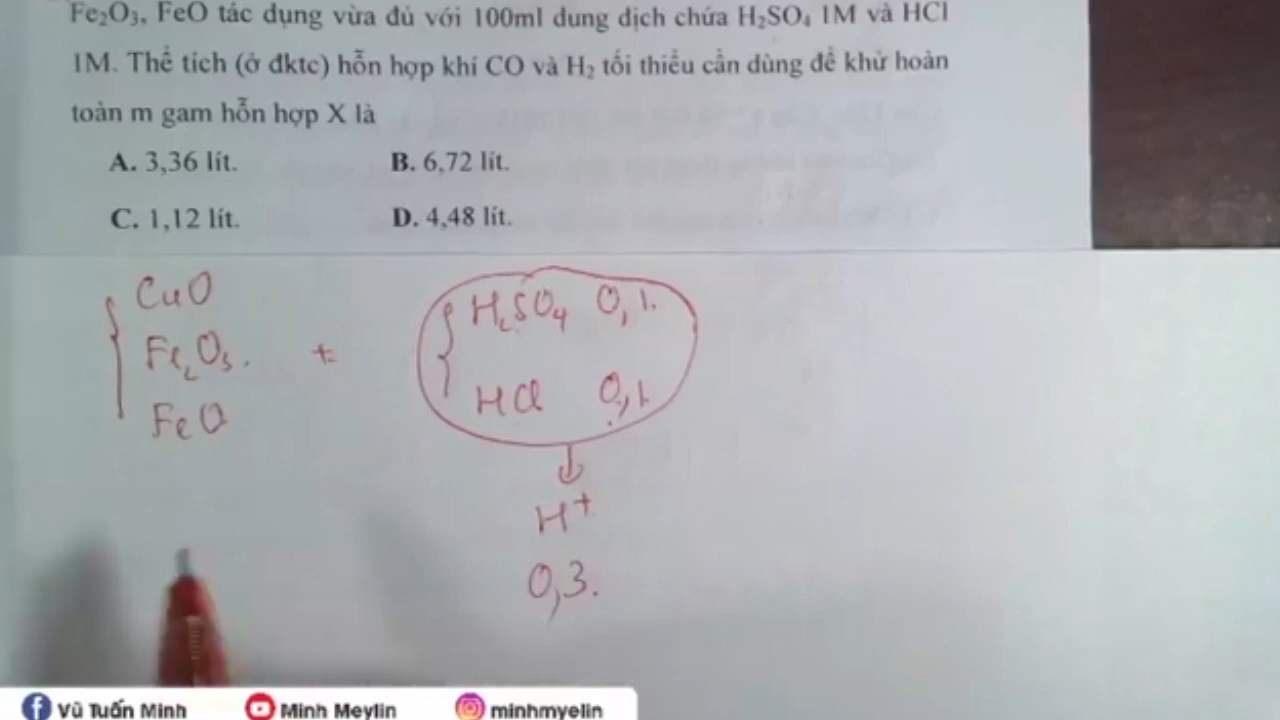 Fe₂O₃, FeO tác dụng vừa đủ với 100ml dung dịch chứa H₂SO₄ 1M và HCl
1M. Thể tích (ở đktc) hỗn hợp khí CO và H₂ tối thiểu cần dùng để khử hoàn
toàn m gam hỗn hợp X là
A. 3,36 lít. B. 6,72 lít.
C. 1,12 lít. D. 4,48 lít.
CuO
Fe₂O₃.
FeO
+
H₂SO₄ 0,1.
HCl 0,1
↓
H⁺
0,3.
Vũ Tuấn Minh Minh Meylin minhmyelin